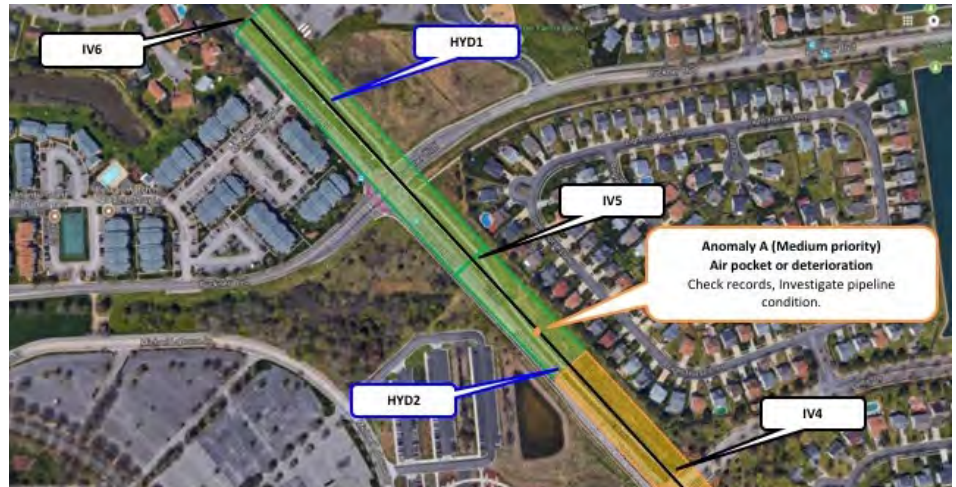 IV6
HYD1
IV5
Anomaly A (Medium priority)
Air pocket or deterioration
Check records, Investigate pipeline
condition.
HYD2
IV4